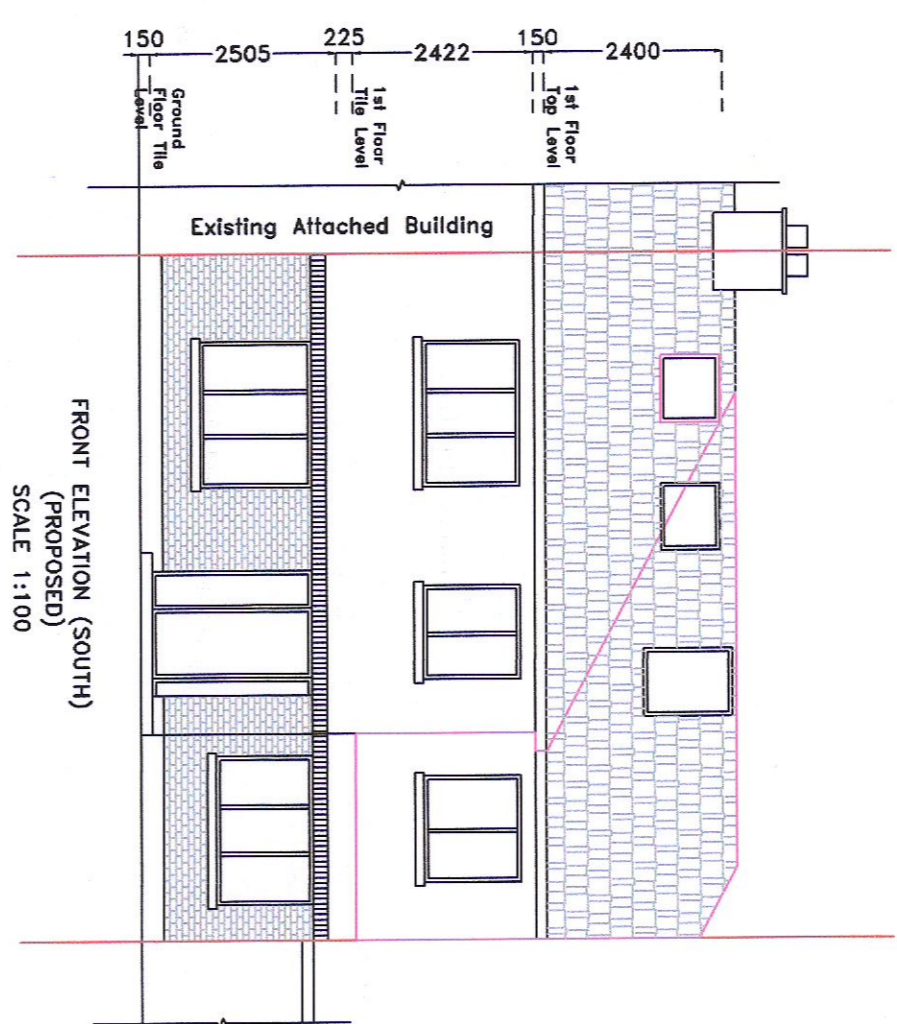 150
2505
225
2422
150
2400
Ground
Floor Tile
Level
1st Floor
Tile Level
1st Floor
Top Level
Existing Attached Building
FRONT ELEVATION (SOUTH)
(PROPOSED)
SCALE 1:100